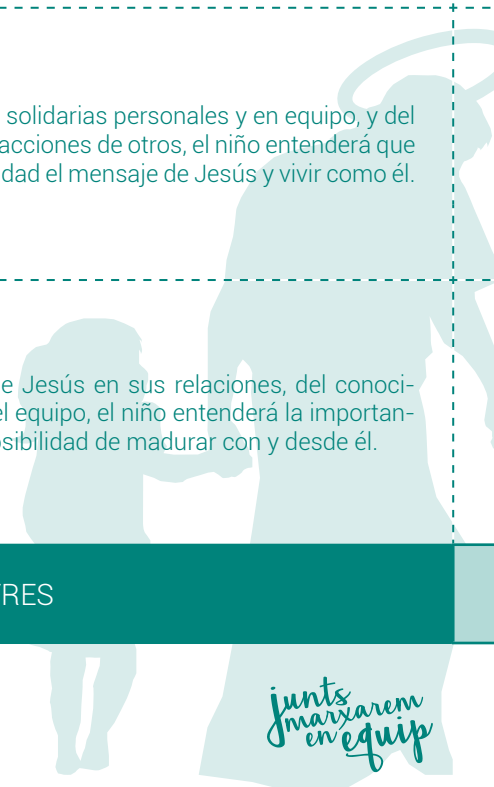 solidarias personales y en equipo, y del
acciones de otros, el niño entenderá que
dad el mensaje de Jesús y vivir como él.
e Jesús en sus relaciones, del conoci-
el equipo, el niño entenderá la importan-
osibilidad de madurar con y desde él.
TRES
junts
marxarem
en equip